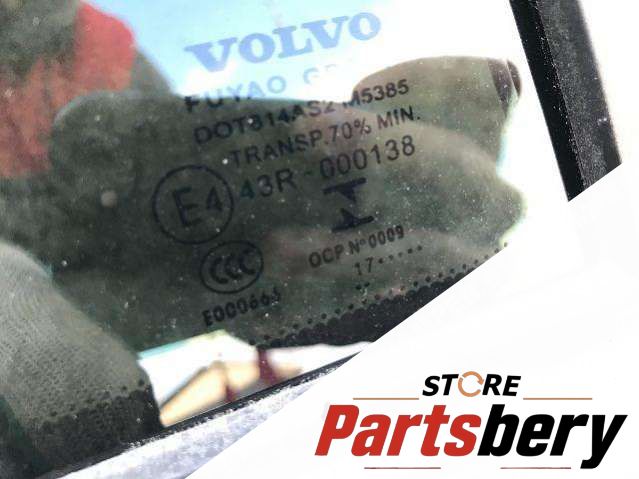 VOLVO
FUYAO
DOT814AS2 M5385
TRANSP.70% MIN.
E4 43R-000138
CCC
OCP N°0009
E000665
17
STORE
Partsbery